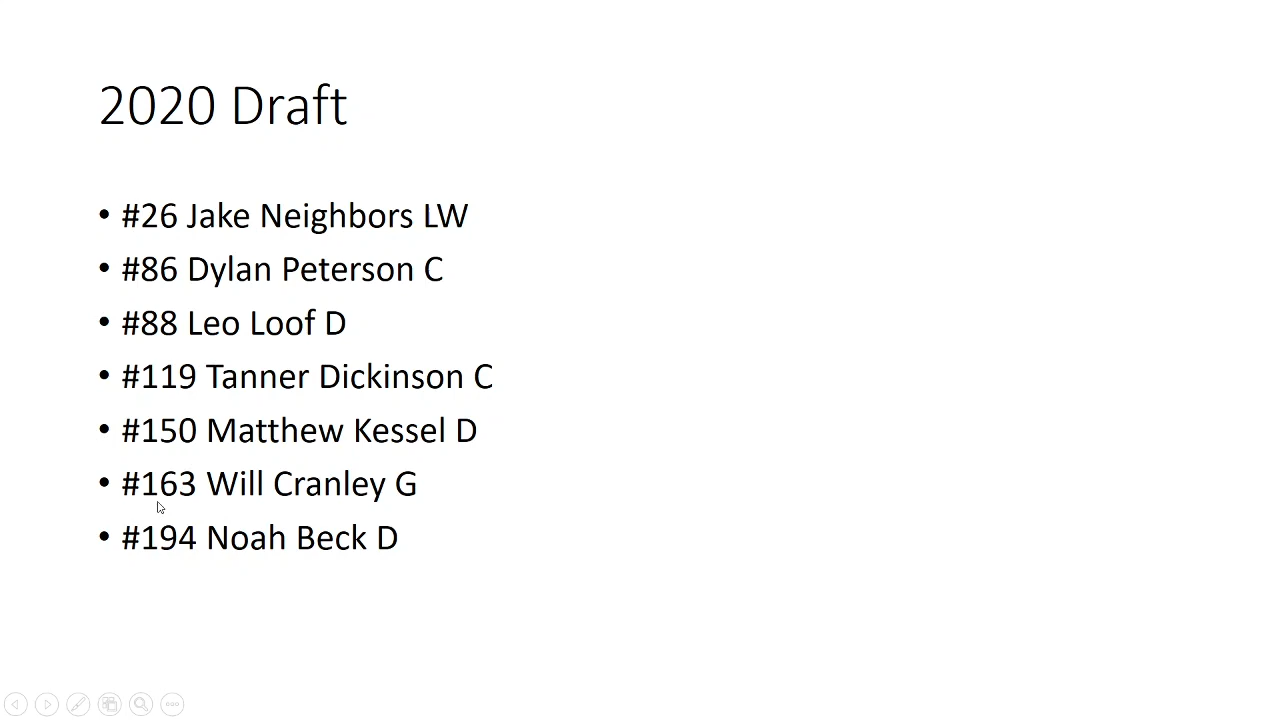 2020 Draft
• #26 Jake Neighbors LW
• #86 Dylan Peterson C
• #88 Leo Loof D
• #119 Tanner Dickinson C
• #150 Matthew Kessel D
• #163 Will Cranley G
• #194 Noah Beck D